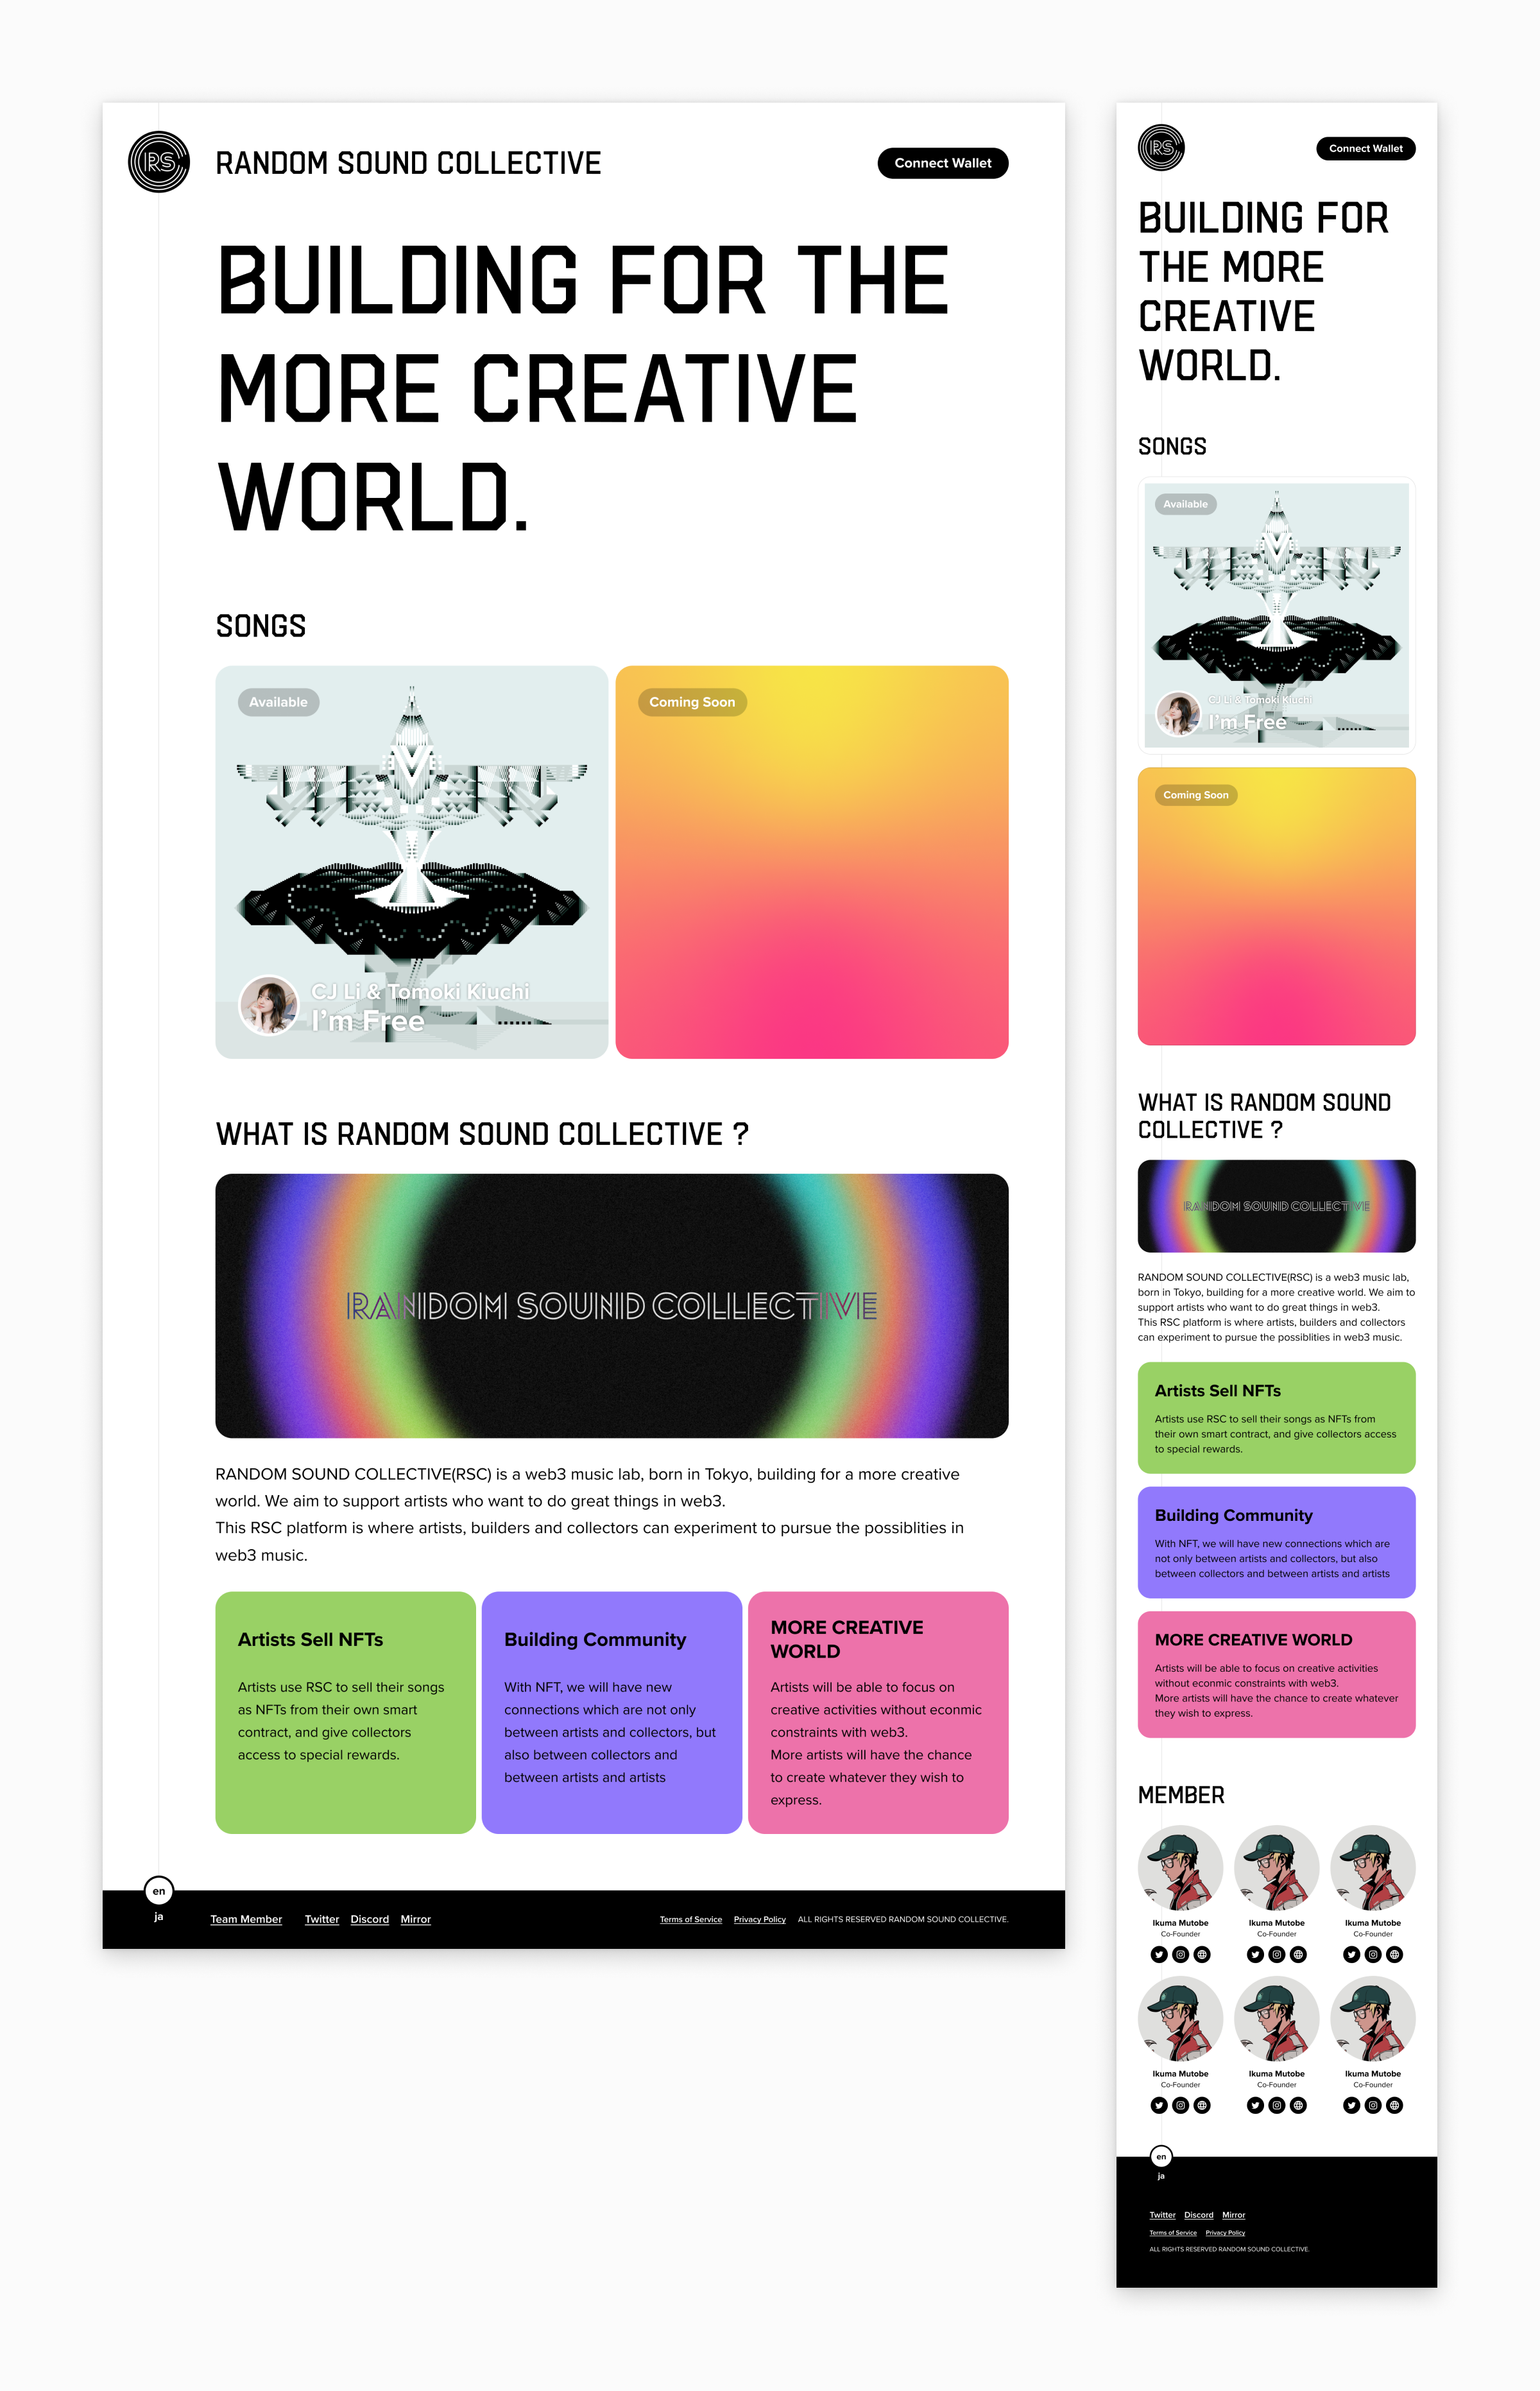 RS
RANDOM SOUND COLLECTIVE
Connect Wallet
BUILDING FOR THE
MORE CREATIVE
WORLD.
SONGS
Available
CJ Li & Tomoki Kiuchi
I'm Free
Coming Soon
WHAT IS RANDOM SOUND COLLECTIVE ?
RANDOM SOUND COLLECTIVE
RANDOM SOUND COLLECTIVE(RSC) is a web3 music lab, born in Tokyo, building for a more creative
world. We aim to support artists who want to do great things in web3.
This RSC platform is where artists, builders and collectors can experiment to pursue the possiblities in
web3 music.
Artists Sell NFTs
Artists use RSC to sell their songs
as NFTs from their own smart
contract, and give collectors
access to special rewards.
Building Community
With NFT, we will have new
connections which are not only
between artists and collectors, but
also between collectors and
between artists and artists
MORE CREATIVE
WORLD
Artists will be able to focus on
creative activities without econmic
constraints with web3.
More artists will have the chance
to create whatever they wish to
express.
en
ja
Team Member Twitter Discord Mirror
Terms of Service Privacy Policy ALL RIGHTS RESERVED RANDOM SOUND COLLECTIVE.
RS
Connect Wallet
BUILDING FOR
THE MORE
CREATIVE
WORLD.
SONGS
Available
CJ Li & Tomoki Kiuchi
I'm Free
Coming Soon
WHAT IS RANDOM SOUND
COLLECTIVE ?
RANDOM SOUND COLLECTIVE
RANDOM SOUND COLLECTIVE(RSC) is a web3 music lab,
born in Tokyo, building for a more creative world. We aim to
support artists who want to do great things in web3.
This RSC platform is where artists, builders and collectors
can experiment to pursue the possiblities in web3 music.
Artists Sell NFTs
Artists use RSC to sell their songs as NFTs from
their own smart contract, and give collectors access
to special rewards.
Building Community
With NFT, we will have new connections which are
not only between artists and collectors, but also
between collectors and between artists and artists
MORE CREATIVE WORLD
Artists will be able to focus on creative activities
without econmic constraints with web3.
More artists will have the chance to create whatever
they wish to express.
MEMBER
Ikuma Mutobe Ikuma Mutobe Ikuma Mutobe
Co-Founder Co-Founder Co-Founder
Ikuma Mutobe Ikuma Mutobe Ikuma Mutobe
Co-Founder Co-Founder Co-Founder
en
ja
Twitter Discord Mirror
Terms of Service Privacy Policy
ALL RIGHTS RESERVED RANDOM SOUND COLLECTIVE.